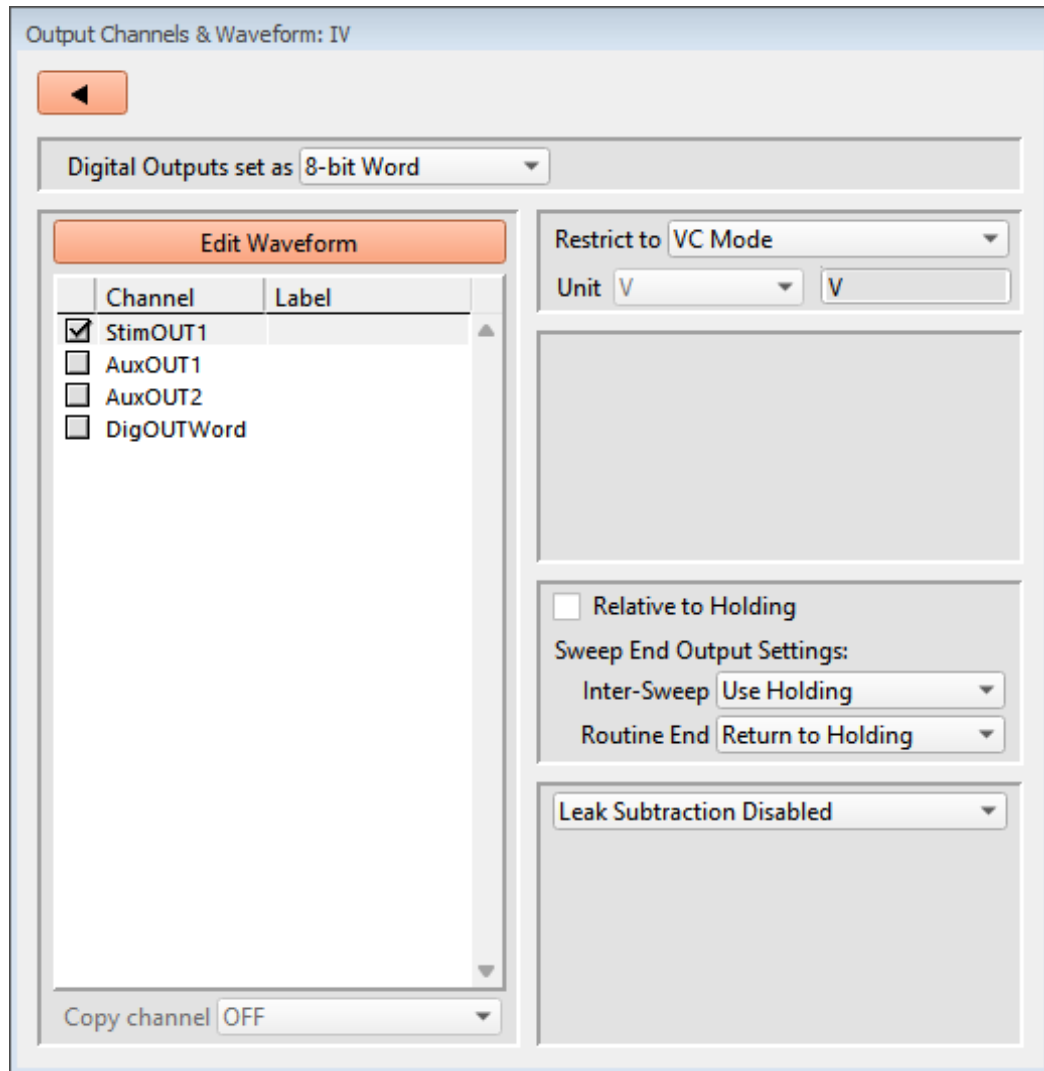 Output Channels & Waveform: IV
Digital Outputs set as 8-bit Word
Edit Waveform
Channel Label
StimOUT1
AuxOUT1
AuxOUT2
DigOUTWord
Copy channel OFF
Restrict to VC Mode
Unit V V
Relative to Holding
Sweep End Output Settings:
Inter-Sweep Use Holding
Routine End Return to Holding
Leak Subtraction Disabled